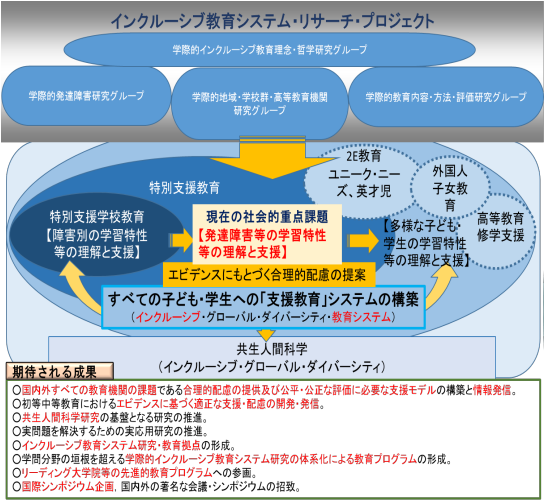 インクルーシブ教育システム・リサーチ・プロジェクト
学際的インクルーシブ教育理念・哲学研究グループ
学際的発達障害研究グループ
学際的地域・学校群・高等教育機関
研究グループ
学際的教育内容・方法・評価研究グループ
2E教育
ユニーク・ニー
ズ、英才児
外国人
子女教
育
高等教育
修学支援
特別支援教育
特別支援学校教育
【障害別の学習特性
等の理解と支援】
現在の社会的重点課題
【発達障害等の学習特性
等の理解と支援】
【多様な子ども・
学生の学習特性
等の理解と支援】
エビデンスにもとづく合理的配慮の提案
すべての子ども・学生への「支援教育」システムの構築
（インクルーシブ・グローバル・ダイバーシティ・教育システム）
共生人間科学
（インクルーシブ・グローバル・ダイバーシティ）
期待される成果
〇国内外すべての教育機関の課題である合理的配慮の提供及び公平・公正な評価に必要な支援モデルの構築と情報発信。
〇初等中等教育におけるエビデンスに基づく適正な支援・配慮の開発・発信。
〇共生人間科学研究の基盤となる研究の推進。
〇実問題を解決するための実応用研究の推進。
〇インクルーシブ教育システム研究・教育拠点の形成。
〇学問分野の垣根を超える学際的インクルーシブ教育システム研究の体系化による教育プログラムの形成。
〇リーディング大学院等の先進的教育プログラムへの参画。
〇国際シンポジウム企画，国内外の著名な会議・シンポジウムの招致。